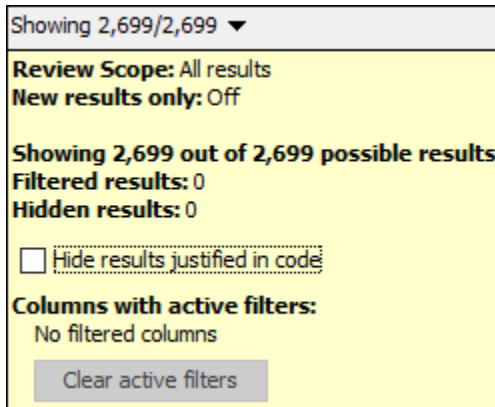 Showing 2,699/2,699
Review Scope: All results
New results only: Off
Showing 2,699 out of 2,699 possible results
Filtered results: 0
Hidden results: 0
Hide results justified in code
Columns with active filters:
No filtered columns
Clear active filters